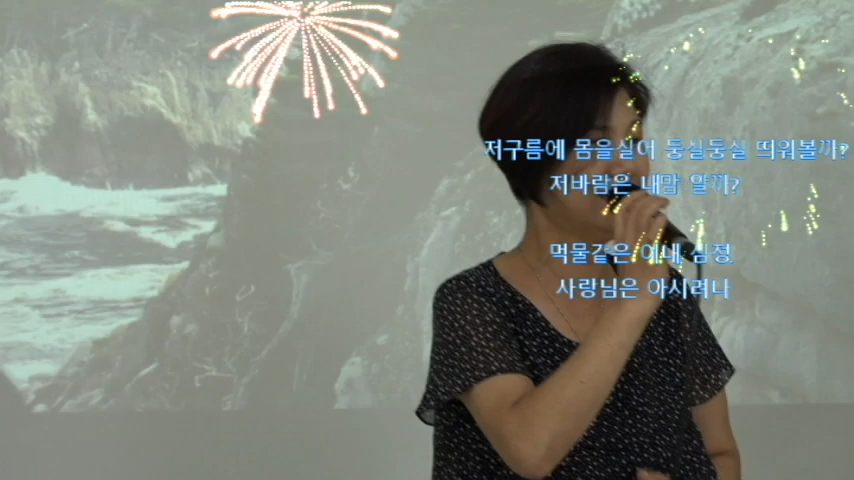 저구름에 몸을실어 둥실둥실 띄워볼까?
저바람은 내맘 알까?
먹물같은 이내 심정
사랑님은 아시려나